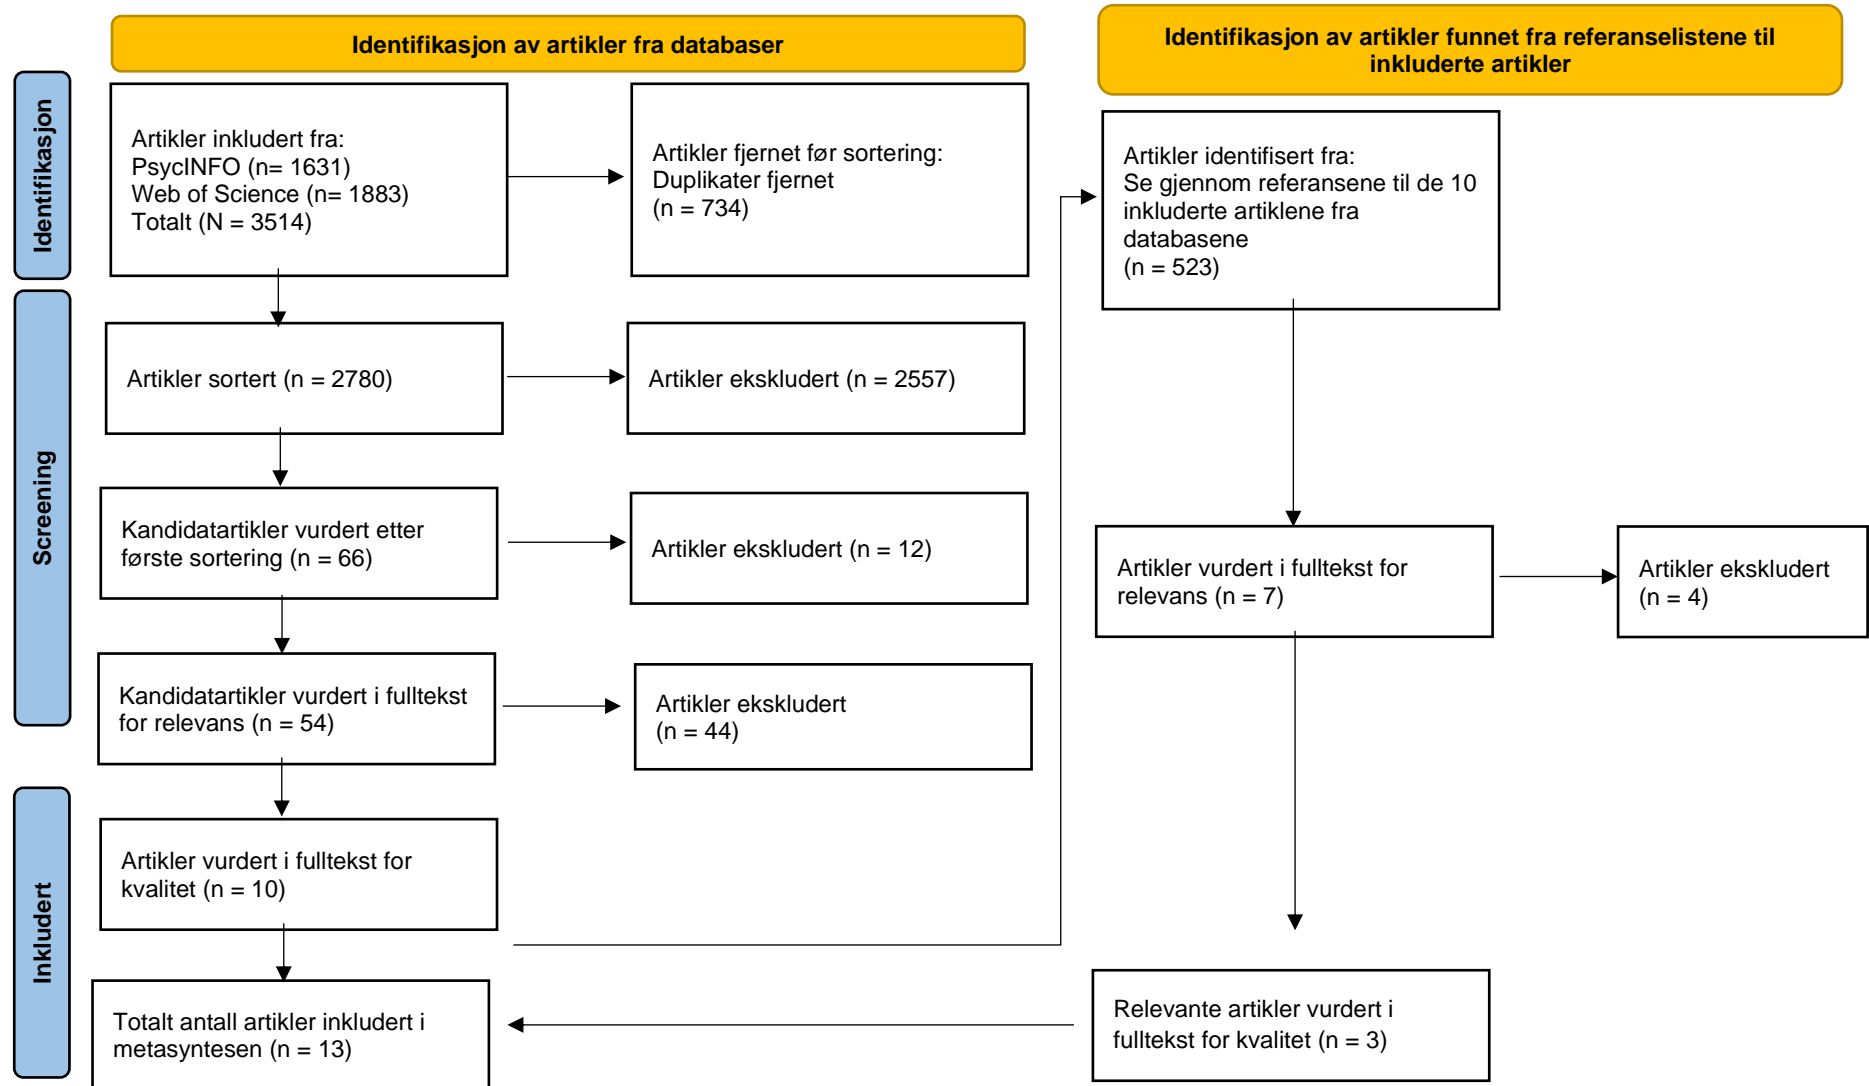 Identifikasjon av artikler fra databaser
Identifikasjon av artikler funnet fra referanselistene til
inkluderte artikler
Identifikasjon
Artikler inkludert fra:
PsycINFO (n= 1631)
Web of Science (n= 1883)
Totalt (N = 3514)
Artikler fjernet før sortering:
Duplikater fjernet
(n = 734)
Artikler identifisert fra:
Se gjennom referansene til de 10
inkluderte artiklene fra
databasene
(n = 523)
Screening
Artikler sortert (n = 2780)
Artikler ekskludert (n = 2557)
Kandidatartikler vurdert etter
første sortering (n = 66)
Artikler ekskludert (n = 12)
Artikler vurdert i fulltekst for
relevans (n = 7)
Artikler ekskludert
(n = 4)
Kandidatartikler vurdert i fulltekst
for relevans (n = 54)
Artikler ekskludert
(n = 44)
Inkludert
Artikler vurdert i fulltekst for
kvalitet (n = 10)
Totalt antall artikler inkludert i
metasyntesen (n = 13)
Relevante artikler vurdert i
fulltekst for kvalitet (n = 3)